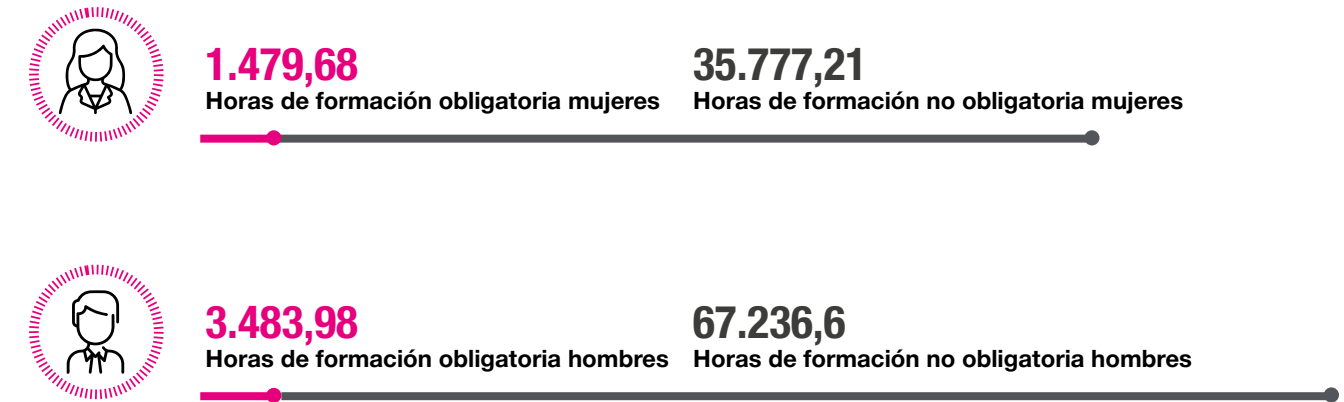 1.479,68 35.777,21
Horas de formación obligatoria mujeres Horas de formación no obligatoria mujeres
3.483,98 67.236,6
Horas de formación obligatoria hombres Horas de formación no obligatoria hombres